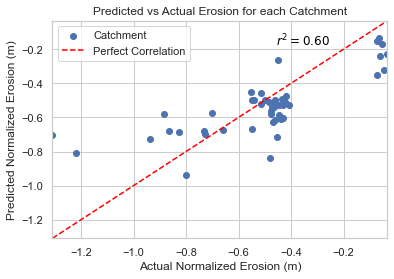 Predicted vs Actual Erosion for each Catchment
Catchment
Perfect Correlation
r² = 0.60
Predicted Normalized Erosion (m)
−0.2
−0.4
−0.6
−0.8
−1.0
−1.2
−1.2
−1.0
−0.8
−0.6
−0.4
−0.2
Actual Normalized Erosion (m)